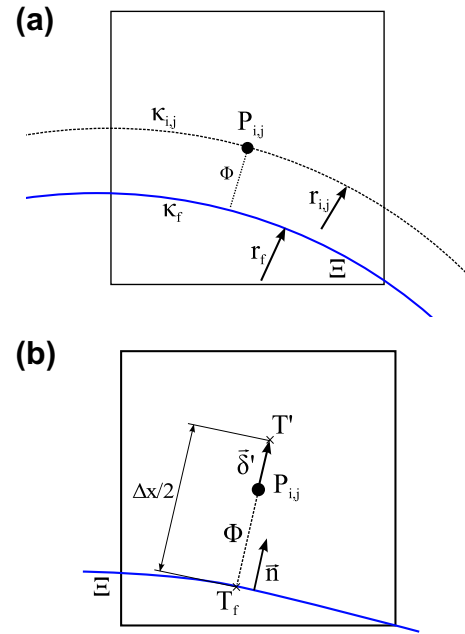 (a)
κi,j
Pi,j
Φ
κf
ri,j
rf
Ξ
(b)
T'
δ⃗'
Pi,j
Δx/2
Φ
n⃗
Ξ
Tf